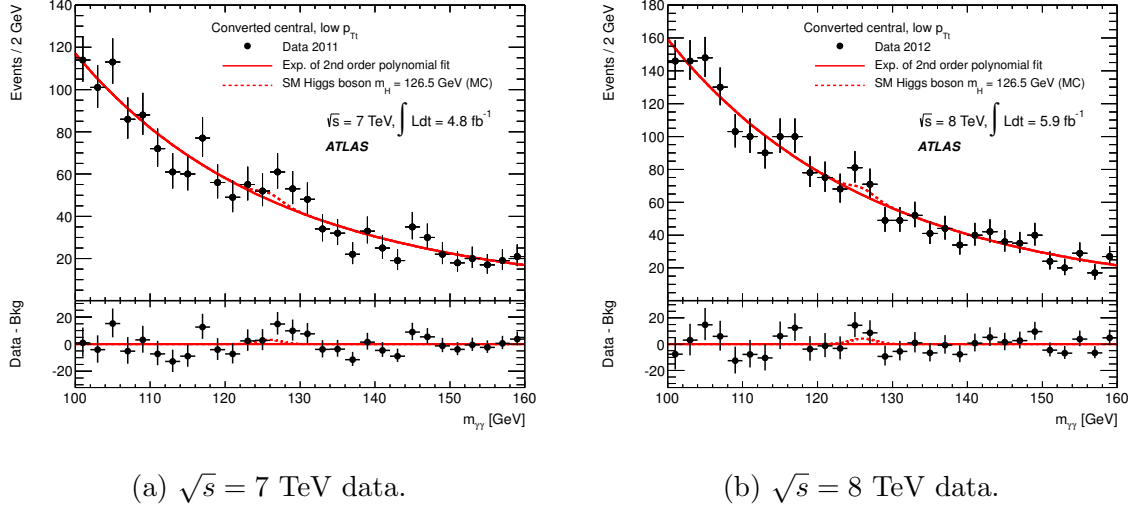 Events / 2 GeV
140
120
100
80
60
40
20
Converted central, low p_Tt
Data 2011
Exp. of 2nd order polynomial fit
SM Higgs boson m_H = 126.5 GeV (MC)
√s = 7 TeV, ∫ Ldt = 4.8 fb⁻¹
ATLAS
Data - Bkg
20
0
-20
100 110 120 130 140 150 160
m_γγ [GeV]
(a) √s = 7 TeV data.
Events / 2 GeV
180
160
140
120
100
80
60
40
20
Converted central, low p_Tt
Data 2012
Exp. of 2nd order polynomial fit
SM Higgs boson m_H = 126.5 GeV (MC)
√s = 8 TeV, ∫ Ldt = 5.9 fb⁻¹
ATLAS
Data - Bkg
20
0
-20
100 110 120 130 140 150 160
m_γγ [GeV]
(b) √s = 8 TeV data.